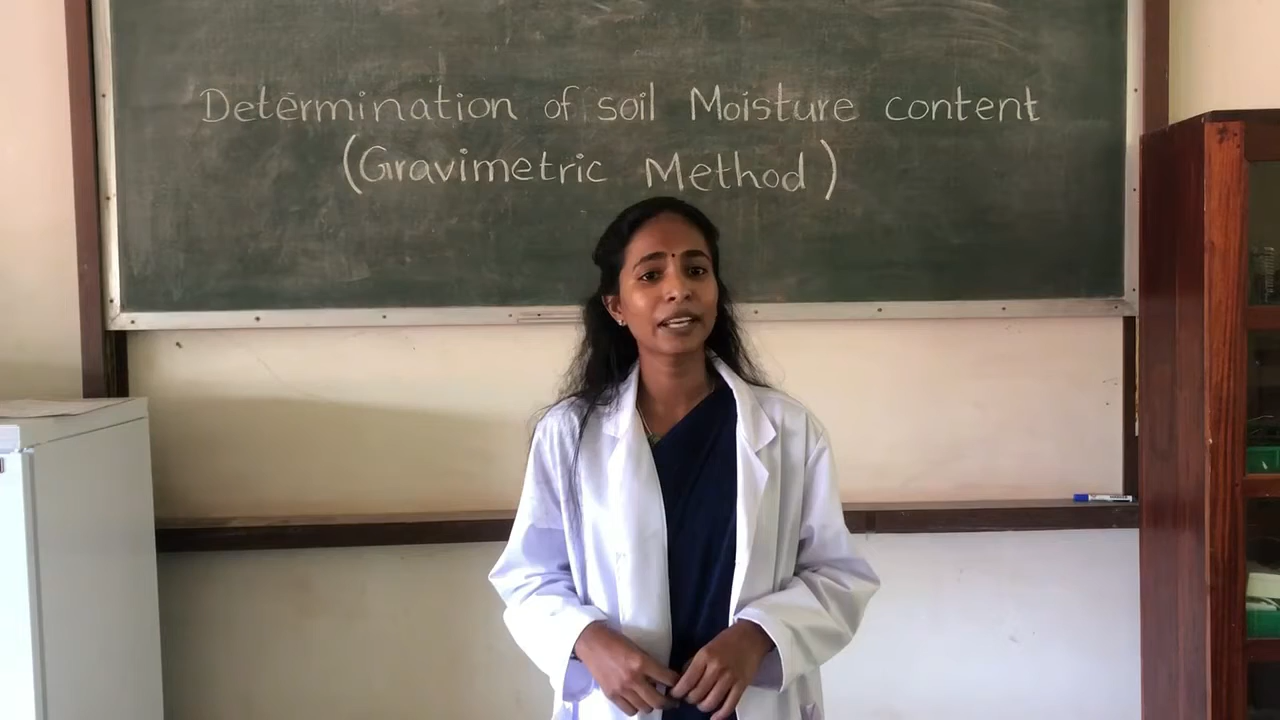 Determination of soil Moisture content
(Gravimetric Method)